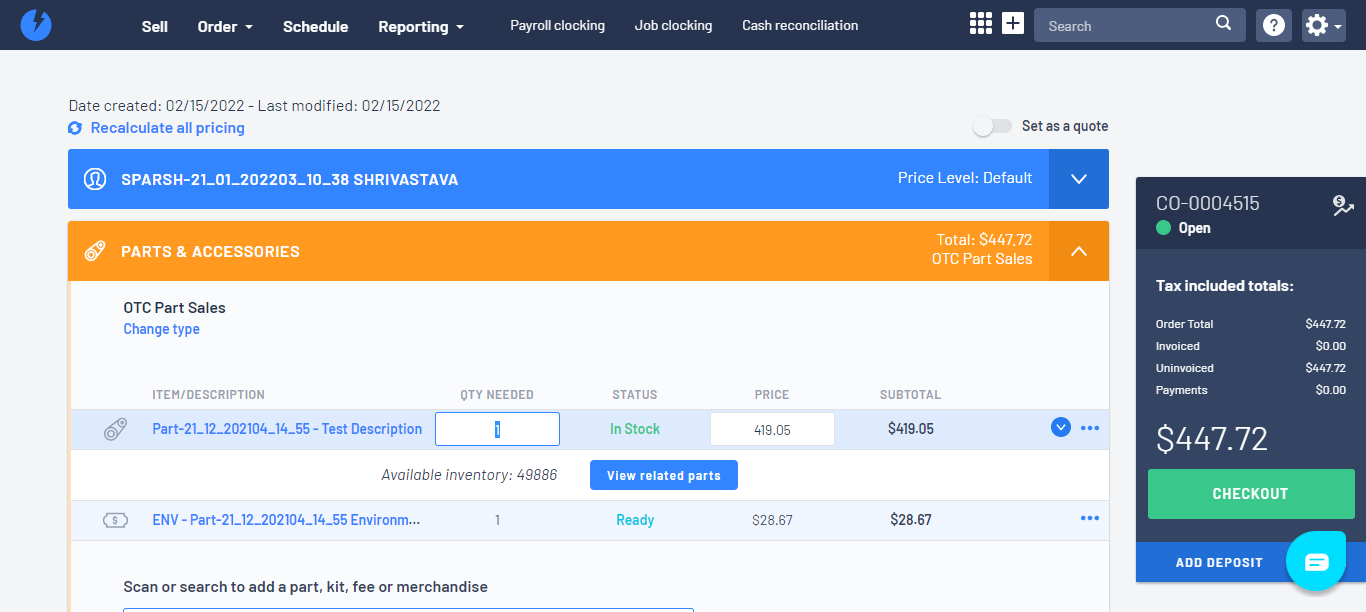 Sell Order Schedule Reporting Payroll clocking Job clocking Cash reconciliation Search
Date created: 02/15/2022 - Last modified: 02/15/2022
Recalculate all pricing
Set as a quote
SPARSH-21_01_202203_10_38 SHRIVASTAVA Price Level: Default
PARTS & ACCESSORIES
Total: $447.72
OTC Part Sales
OTC Part Sales
Change type
ITEM/DESCRIPTION QTY NEEDED STATUS PRICE SUBTOTAL
Part-21_12_202104_14_55 - Test Description 1 In Stock 419.05 $419.05
Available inventory: 49886 View related parts
ENV - Part-21_12_202104_14_55 Environm... 1 Ready $28.67 $28.67
Scan or search to add a part, kit, fee or merchandise
CO-0004515
Open
Tax included totals:
Order Total $447.72
Invoiced $0.00
Uninvoiced $447.72
Payments $0.00
$447.72
CHECKOUT
ADD DEPOSIT